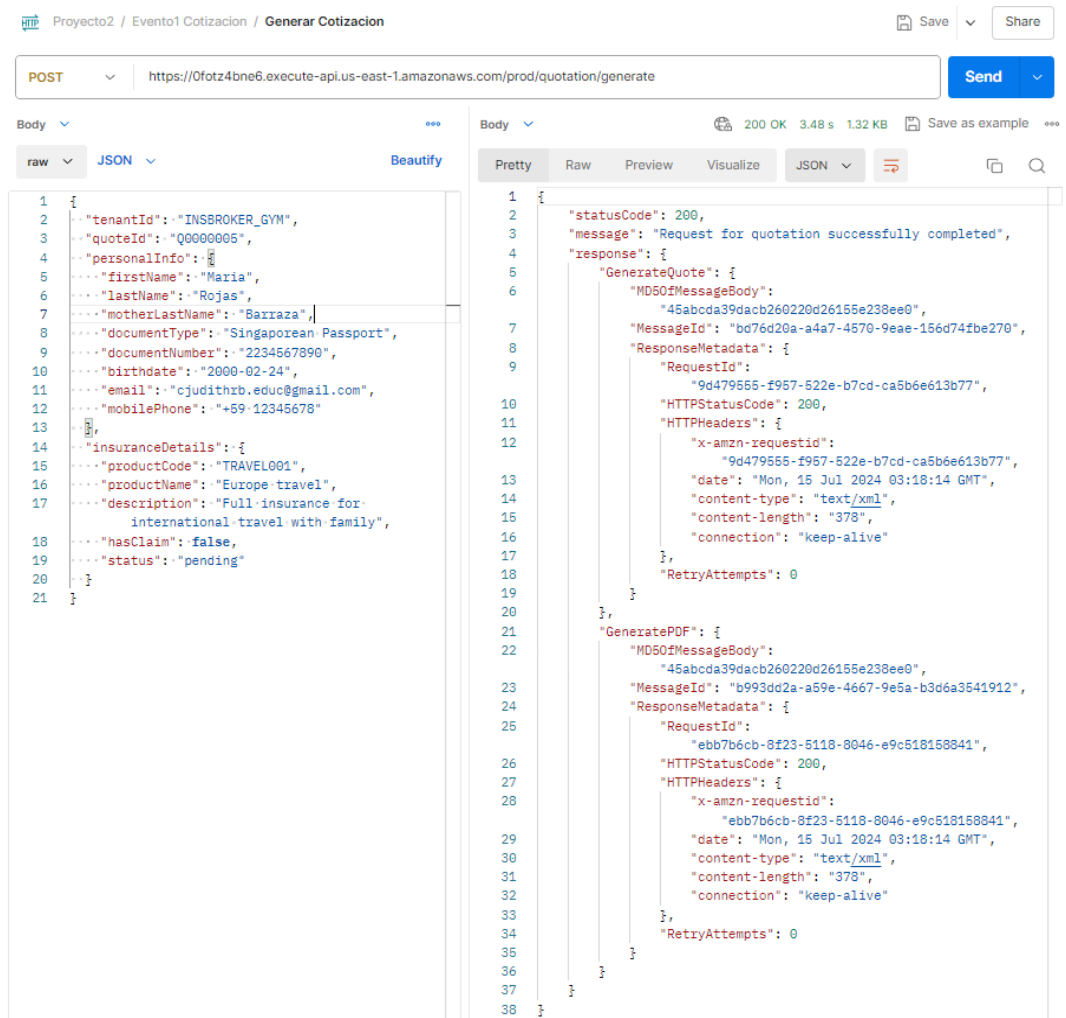 HTTP Proyecto2 / Evento1 Cotizacion / Generar Cotizacion Save Share
POST https://0fotz4bne6.execute-api.us-east-1.amazonaws.com/prod/quotation/generate Send
Body
raw JSON Beautify
1 {
2 "tenantId": "INSBROKER_GYM",
3 "quoteId": "Q0000005",
4 "personalInfo": {
5 "firstName": "Maria",
6 "lastName": "Rojas",
7 "motherLastName": "Barraza",
8 "documentType": "Singaporean Passport",
9 "documentNumber": "2234567890",
10 "birthdate": "2000-02-24",
11 "email": "cjudithrb.educ@gmail.com",
12 "mobilePhone": "+59 12345678"
13 },
14 "insuranceDetails": {
15 "productCode": "TRAVEL001",
16 "productName": "Europe travel",
17 "description": "Full insurance for
international travel with family",
18 "hasClaim": false,
19 "status": "pending"
20 }
21 }
Body 200 OK 3.48 s 1.32 KB Save as example
Pretty Raw Preview Visualize JSON
1 {
2 "statusCode": 200,
3 "message": "Request for quotation successfully completed",
4 "response": {
5 "GenerateQuote": {
6 "MD5OfMessageBody":
"45abcda39dacb260220d26155e238ee0",
7 "MessageId": "bd76d20a-a4a7-4570-9eae-156d74fbe270",
8 "ResponseMetadata": {
9 "RequestId":
"9d479555-f957-522e-b7cd-ca5b6e613b77",
10 "HTTPStatusCode": 200,
11 "HTTPHeaders": {
12 "x-amzn-requestid":
"9d479555-f957-522e-b7cd-ca5b6e613b77",
13 "date": "Mon, 15 Jul 2024 03:18:14 GMT",
14 "content-type": "text/xml",
15 "content-length": "378",
16 "connection": "keep-alive"
17 },
18 "RetryAttempts": 0
19 }
20 },
21 "GeneratePDF": {
22 "MD5OfMessageBody":
"45abcda39dacb260220d26155e238ee0",
23 "MessageId": "b993dd2a-a59e-4667-9e5a-b3d6a3541912",
24 "ResponseMetadata": {
25 "RequestId":
"ebb7b6cb-8f23-5118-8046-e9c518158841",
26 "HTTPStatusCode": 200,
27 "HTTPHeaders": {
28 "x-amzn-requestid":
"ebb7b6cb-8f23-5118-8046-e9c518158841",
29 "date": "Mon, 15 Jul 2024 03:18:14 GMT",
30 "content-type": "text/xml",
31 "content-length": "378",
32 "connection": "keep-alive"
33 },
34 "RetryAttempts": 0
35 }
36 }
37 }
38 }